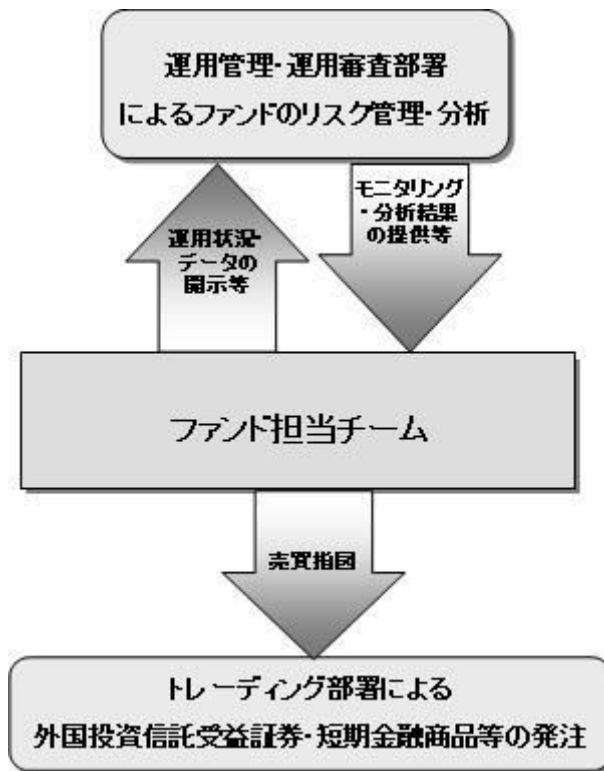 運用管理・運用審査部署
によるファンドのリスク管理・分析
運用状況・
データの
開示等
モニタリング
・分析結果
の提供等
ファンド担当チーム
売買指図
トレーディング部署による
外国投資信託受益証券・短期金融商品等の発注